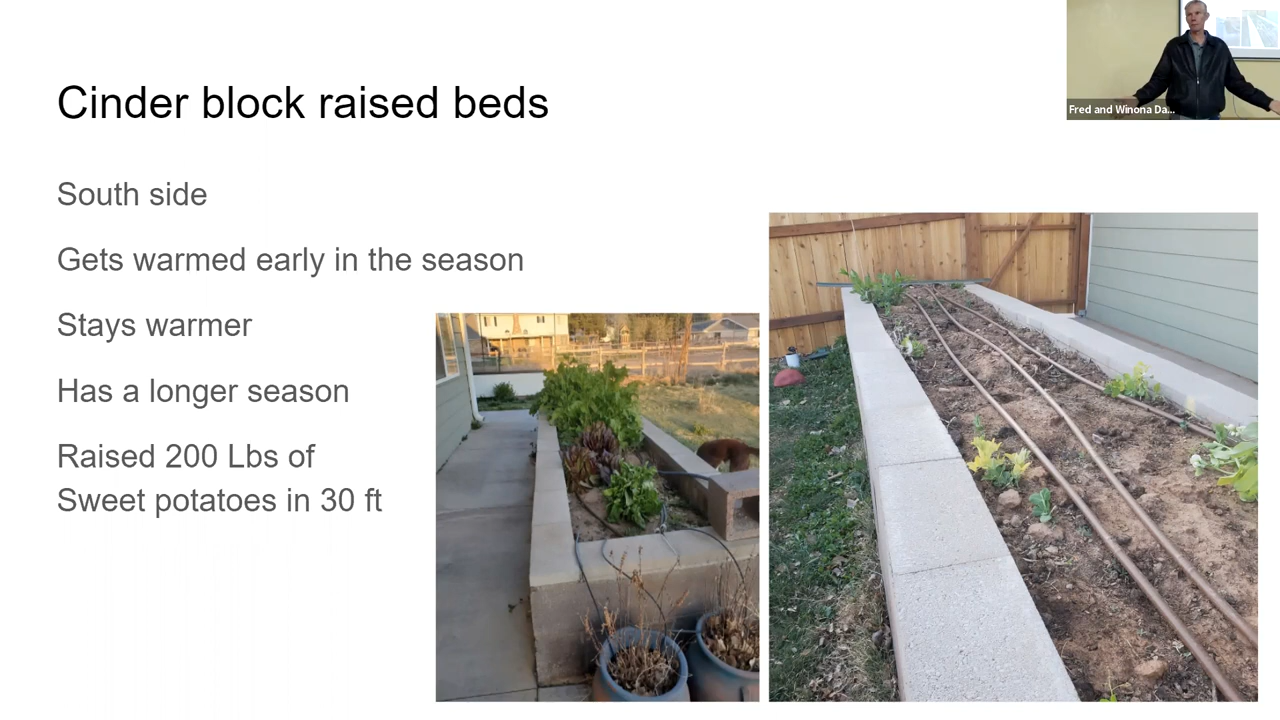 Cinder block raised beds
Fred and Winona Da...
South side
Gets warmed early in the season
Stays warmer
Has a longer season
Raised 200 Lbs of
Sweet potatoes in 30 ft